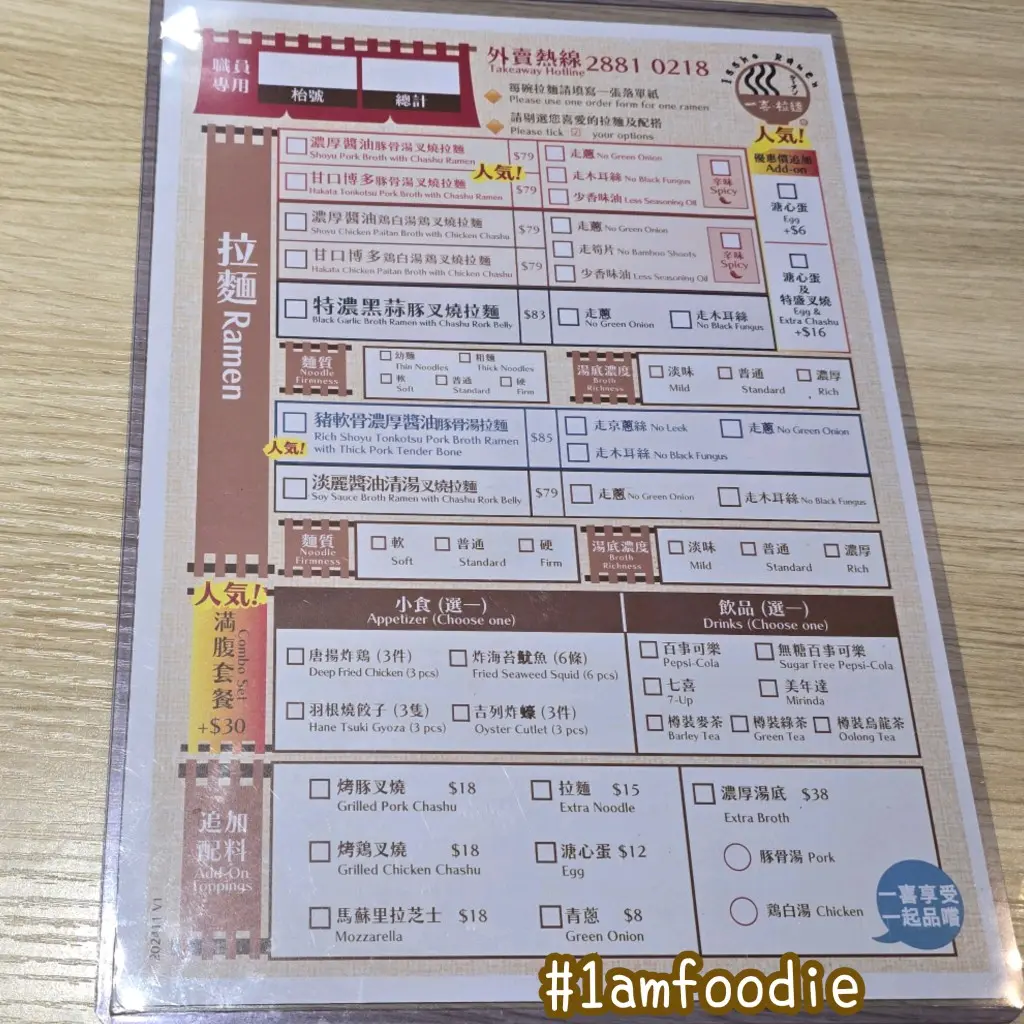 職員
專用
枱號
總計
外賣熱線 2881 0218
Takeaway Hotline
每碗拉麵請填寫一張落單紙
Please use one order form for one ramen
請剔選您喜愛的拉麵及配搭
Please tick ☑ your options
Issho Ramen
一喜·拉麺
拉麵 Ramen
濃厚醬油豚骨湯叉燒拉麵 $79
Shoyu Pork Broth with Chashu Ramen
人気!
甘口博多豚骨湯叉燒拉麵 $79
Hakata Tonkotsu Pork Broth with Chashu Ramen
走蔥 No Green Onion
走木耳絲 No Black Fungus
少香味油 Less Seasoning Oil
辛味
Spicy
濃厚醬油鶏白湯鶏叉燒拉麵 $79
Shoyu Chicken Paitan Broth with Chicken Chashu
甘口博多鶏白湯鶏叉燒拉麵 $79
Hakata Chicken Paitan Broth with Chicken Chashu
走蔥 No Green Onion
走筍片 No Bamboo Shoots
少香味油 Less Seasoning Oil
辛味
Spicy
特濃黑蒜豚叉燒拉麵 $83
Black Garlic Broth Ramen with Chashu Rork Belly
走蔥
No Green Onion
走木耳絲
No Black Fungus
人気!
優惠價追加
Add-on
溏心蛋
Egg
+$6
溏心蛋
及
特盛叉燒
Egg &
Extra Chashu
+$16
麵質
Noodle
Firmness
幼麵 粗麵
Thin Noodles Thick Noodles
軟 普通 硬
Soft Standard Firm
湯底濃度
Broth
Richness
淡味 普通 濃厚
Mild Standard Rich
豬軟骨濃厚醬油豚骨湯拉麵 $85
Rich Shoyu Tonkotsu Pork Broth Ramen
with Thick Pork Tender Bone
人気!
走京蔥絲 No Leek 走蔥 No Green Onion
走木耳絲 No Black Fungus
淡麗醬油清湯叉燒拉麵 $79
Soy Sauce Broth Ramen with Chashu Rork Belly
走蔥 No Green Onion 走木耳絲 No Black Fungus
麵質
Noodle
Firmness
軟 普通 硬
Soft Standard Firm
湯底濃度
Broth
Richness
淡味 普通 濃厚
Mild Standard Rich
人気!
滿腹套餐
Combo Set
+$30
小食 (選一)
Appetizer (Choose one)
唐揚炸鶏 (3件) 炸海苔魷魚 (6條)
Deep Fried Chicken (3 pcs) Fried Seaweed Squid (6 pcs)
羽根燒餃子 (3隻) 吉列炸蠔 (3件)
Hane Tsuki Gyoza (3 pcs) Oyster Cutlet (3 pcs)
飲品 (選一)
Drinks (Choose one)
百事可樂 無糖百事可樂
Pepsi-Cola Sugar Free Pepsi-Cola
七喜 美年達
7-Up Mirinda
樽裝麥茶 樽裝綠茶 樽裝烏龍茶
Barley Tea Green Tea Oolong Tea
追加
配料
Add-On
Toppings
烤豚叉燒 $18 拉麵 $15
Grilled Pork Chashu Extra Noodle
烤鶏叉燒 $18 溏心蛋 $12
Grilled Chicken Chashu Egg
馬蘇里拉芝士 $18 青蔥 $8
Mozzarella Green Onion
濃厚湯底 $38
Extra Broth
豚骨湯 Pork
鶏白湯 Chicken
一喜享受
一起品嚐
202411 V1
#1amfoodie